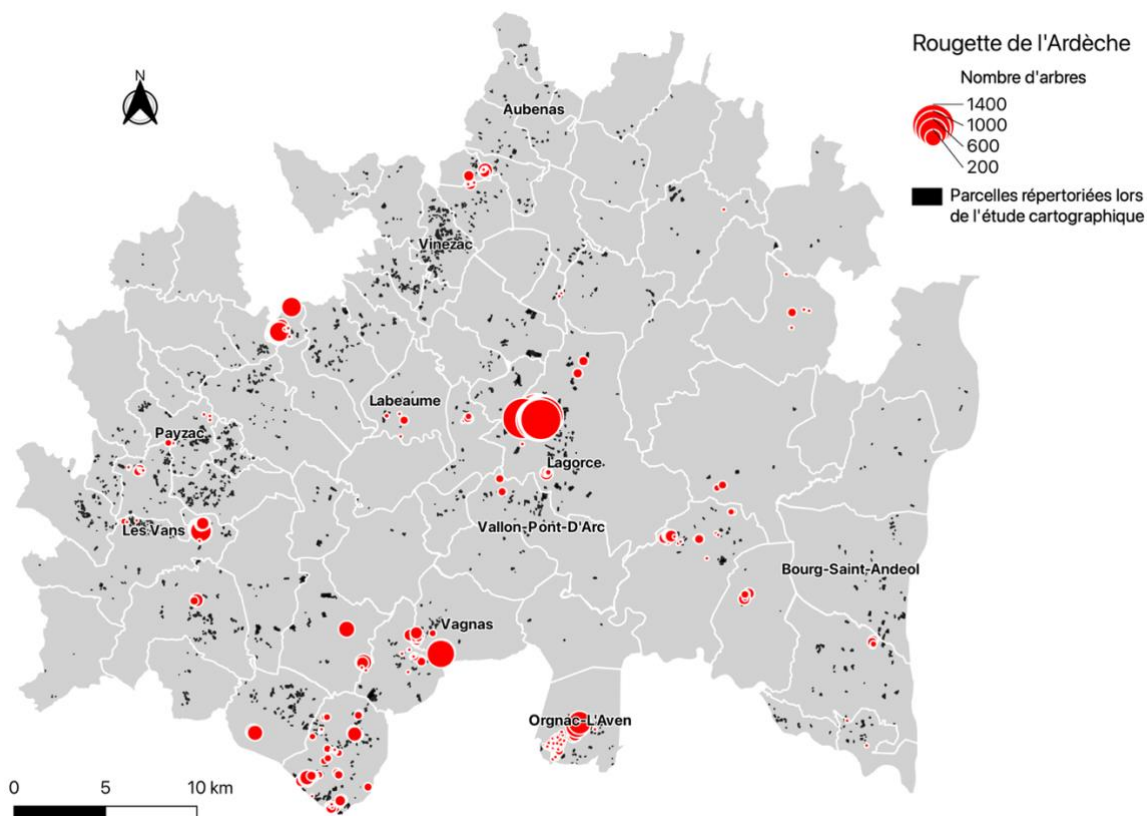 Rougette de l'Ardèche
Nombre d'arbres
1400
1000
600
200
Parcelles répertoriées lors
de l'étude cartographique
N
Aubenas
Vinezac
Labeaume
Payzac
Lagorce
Les Vans
Vallon-Pont-D'Arc
Bourg-Saint-Andeol
Vagnas
Orgnac-L'Aven
0 5 10 km